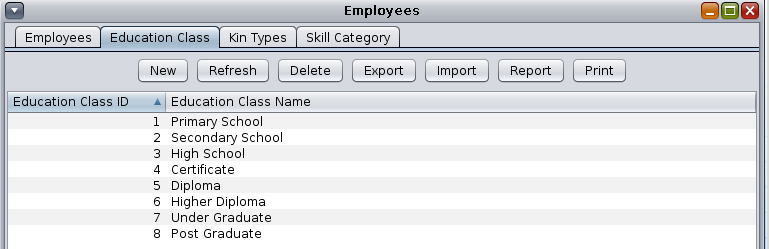 Employees
Employees Education Class Kin Types Skill Category
New Refresh Delete Export Import Report Print
Education Class ID Education Class Name
1 Primary School
2 Secondary School
3 High School
4 Certificate
5 Diploma
6 Higher Diploma
7 Under Graduate
8 Post Graduate